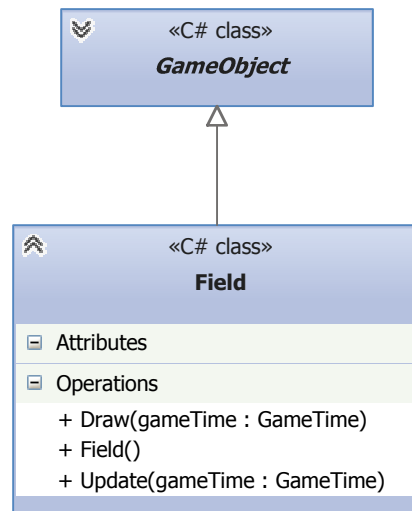 «C# class»
GameObject
«C# class»
Field
Attributes
Operations
+ Draw(gameTime : GameTime)
+ Field()
+ Update(gameTime : GameTime)